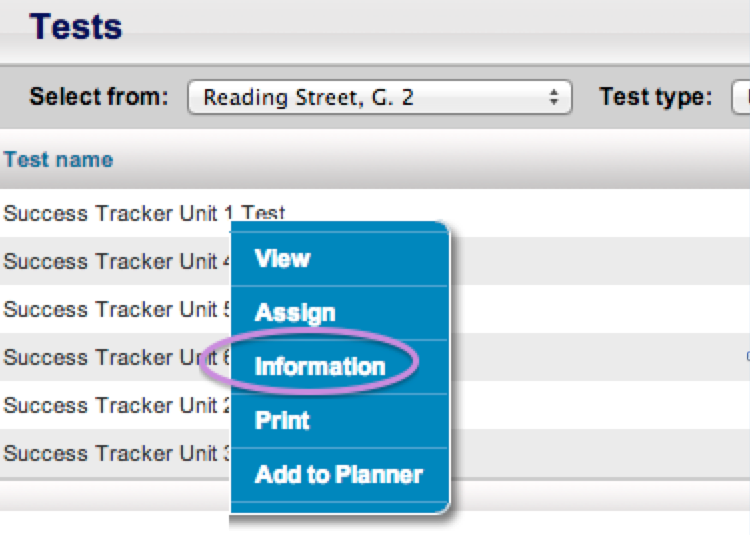 Tests
Select from: Reading Street, G. 2 Test type:
Test name
Success Tracker Unit 1 Test
Success Tracker Unit 4
Success Tracker Unit 5
Success Tracker Unit 6
Success Tracker Unit 2
Success Tracker Unit 3
View
Assign
Information
Print
Add to Planner